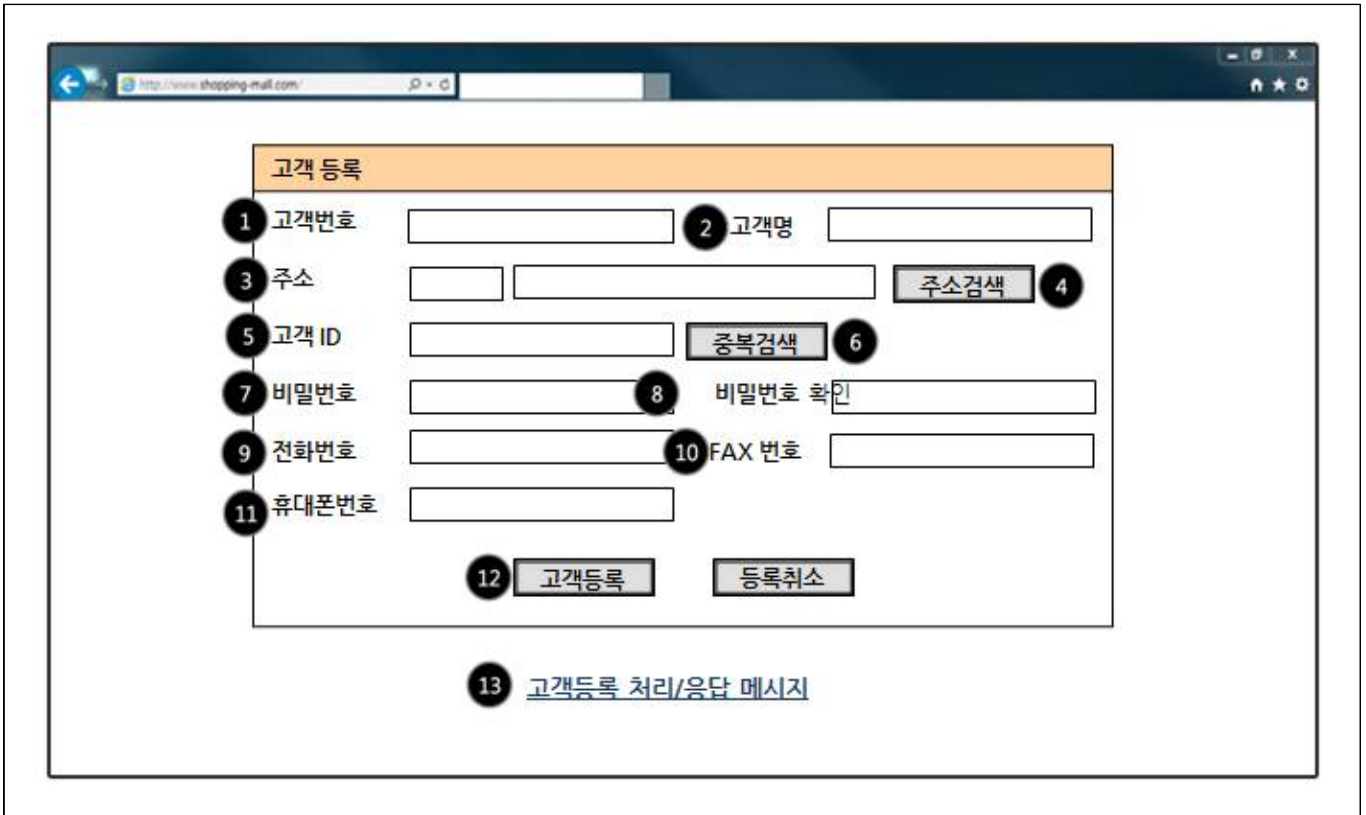 http://www.shopping-mall.com/
고객 등록
1 고객번호 2 고객명
3 주소 주소검색 4
5 고객 ID 중복검색 6
7 비밀번호 8 비밀번호 확인
9 전화번호 10 FAX 번호
11 휴대폰번호
12 고객등록 등록취소
13 고객등록 처리/응답 메시지